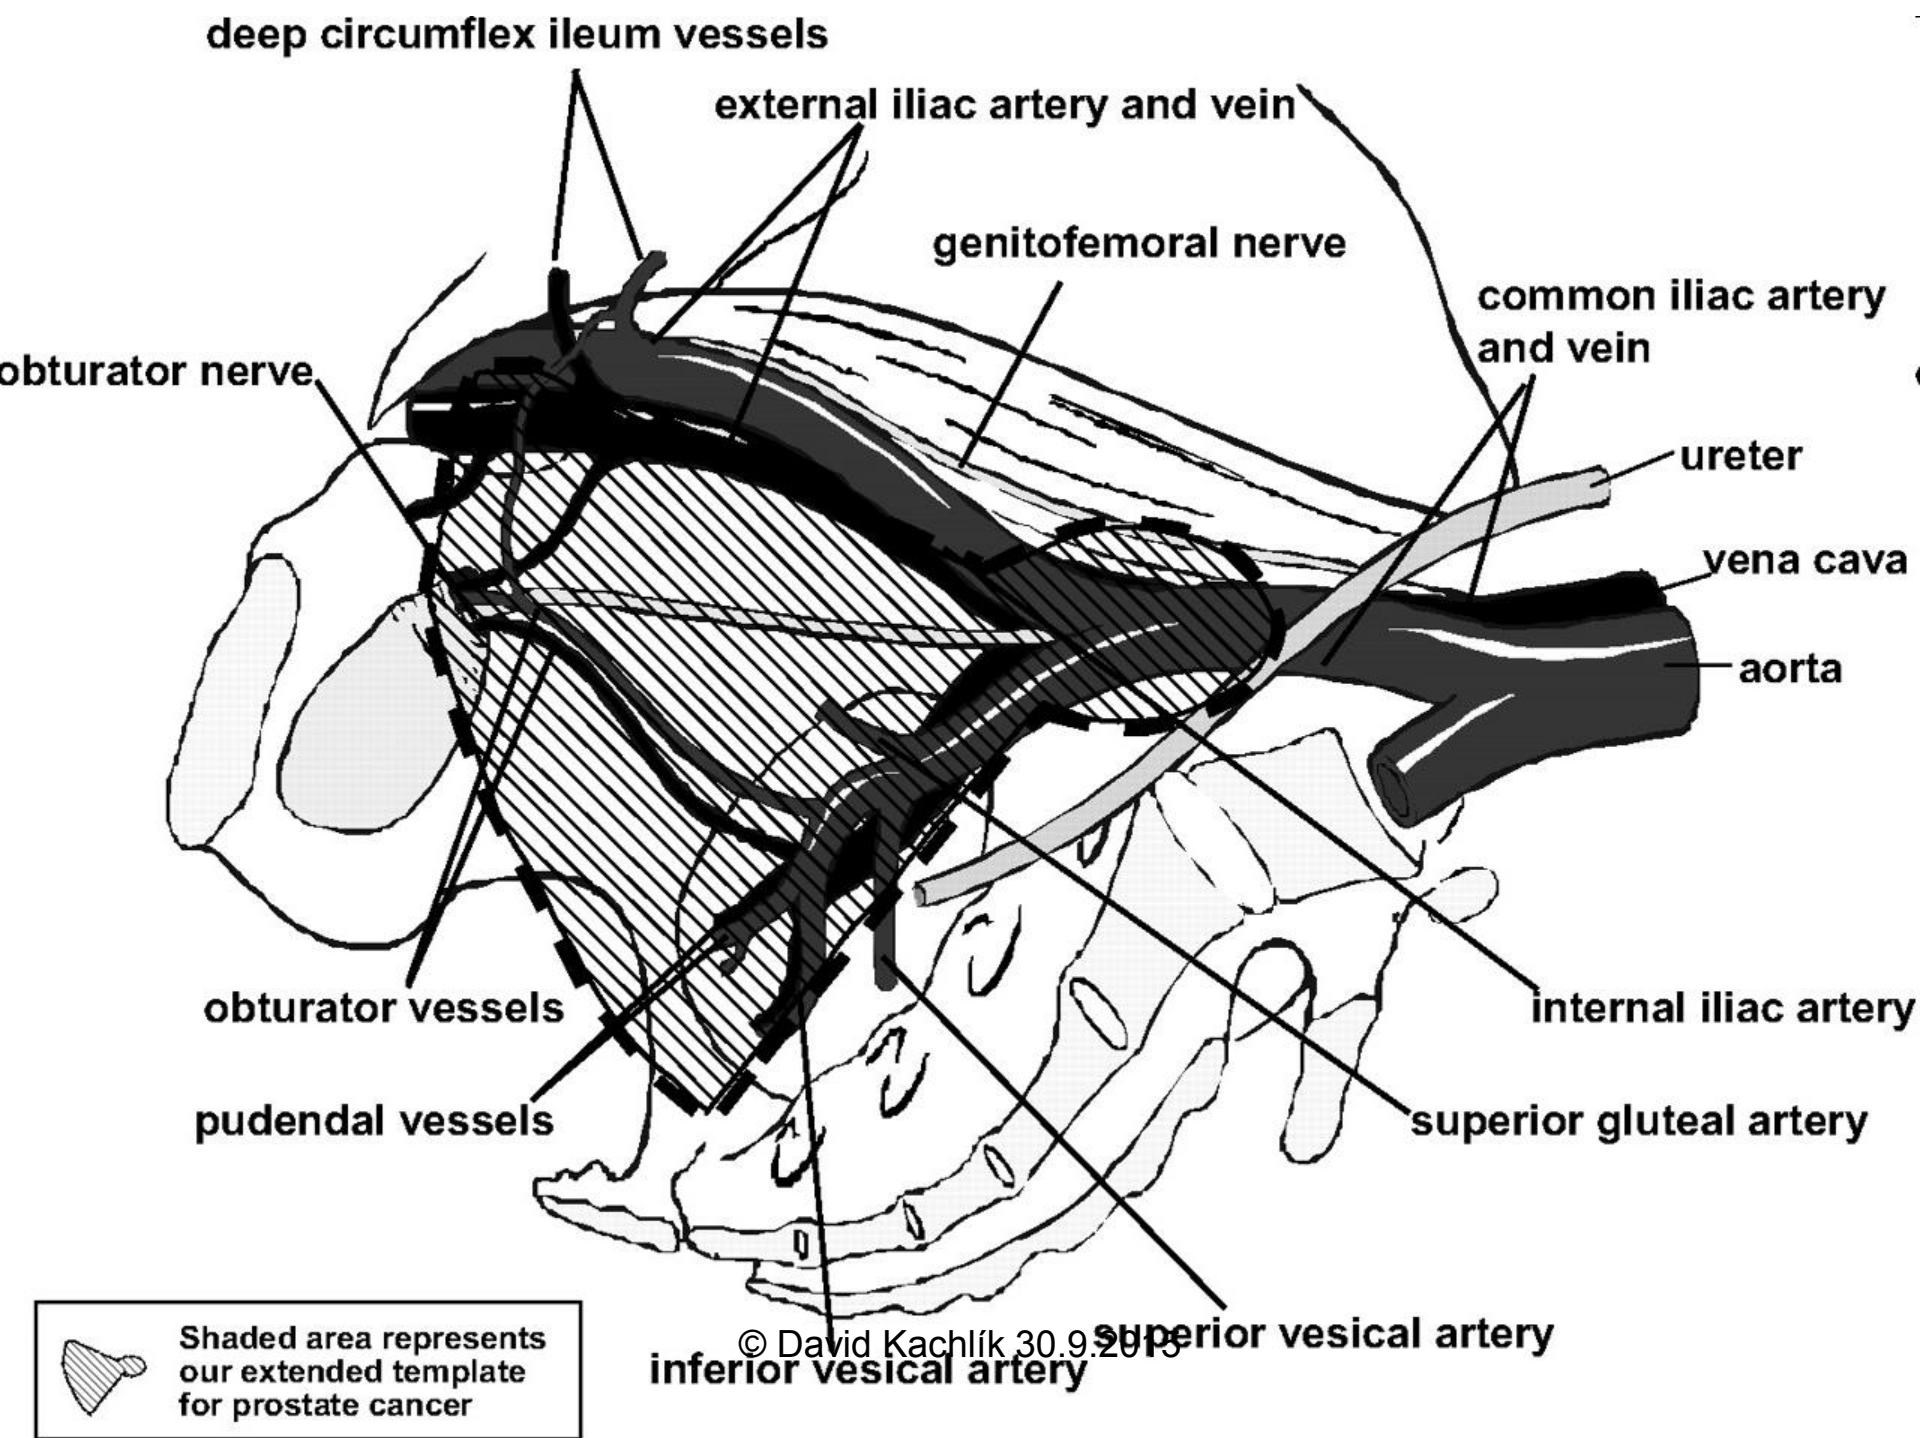 deep circumflex ileum vessels
external iliac artery and vein
genitofemoral nerve
common iliac artery
and vein
obturator nerve
ureter
vena cava
aorta
obturator vessels
internal iliac artery
pudendal vessels
superior gluteal artery
superior vesical artery
© David Kachlík 30.9.2015
inferior vesical artery
Shaded area represents
our extended template
for prostate cancer